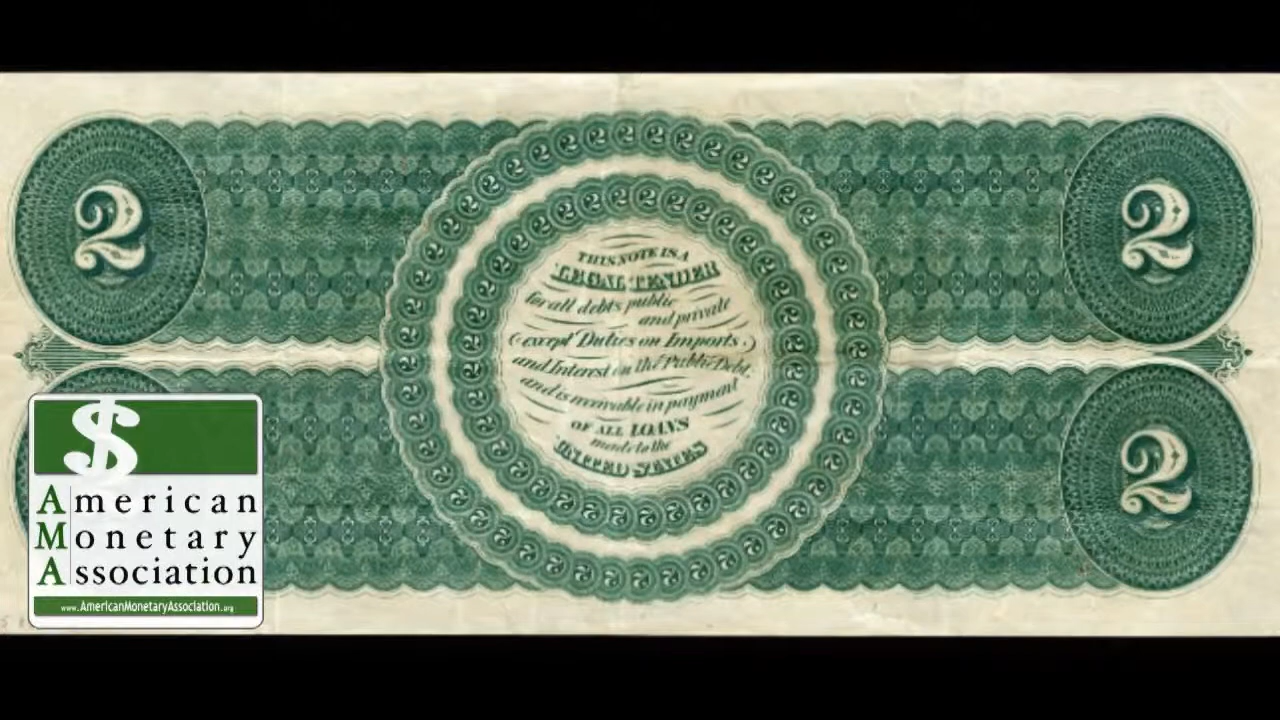 2
2
THIS NOTE IS A
LEGAL TENDER
for all debts public
and private
(except Duties on Imports)
and Interest on the Public Debt,
and is receivable in payment
OF ALL LOANS
made to the
UNITED STATES
2
$
American
Monetary
Association
www.AmericanMonetaryAssociation.org